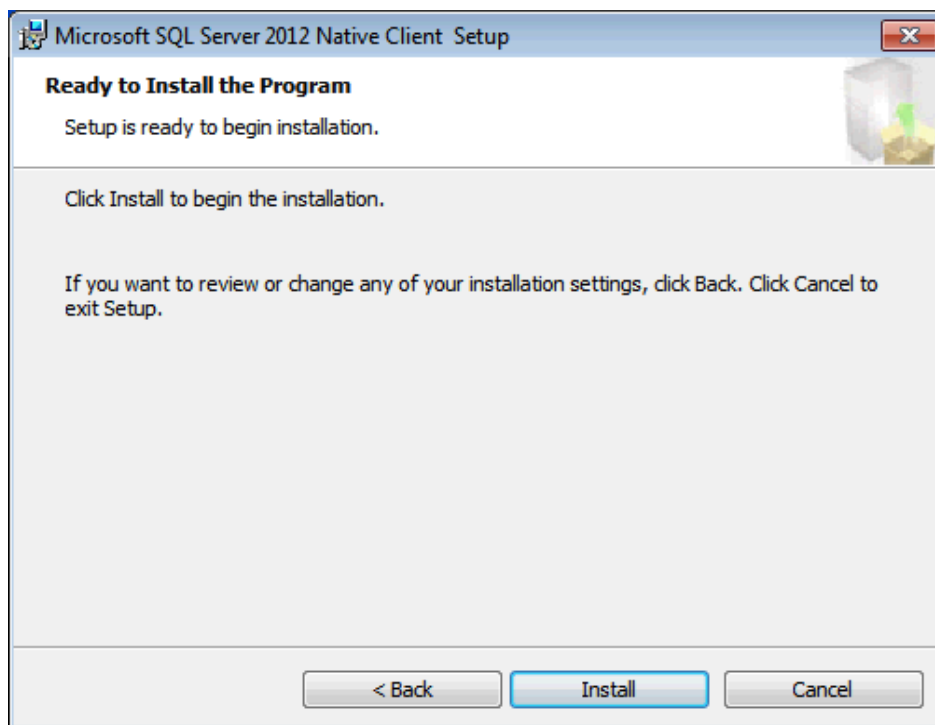 Microsoft SQL Server 2012 Native Client  Setup
Ready to Install the Program
Setup is ready to begin installation.
Click Install to begin the installation.
If you want to review or change any of your installation settings, click Back. Click Cancel to
exit Setup.
< Back
Install
Cancel